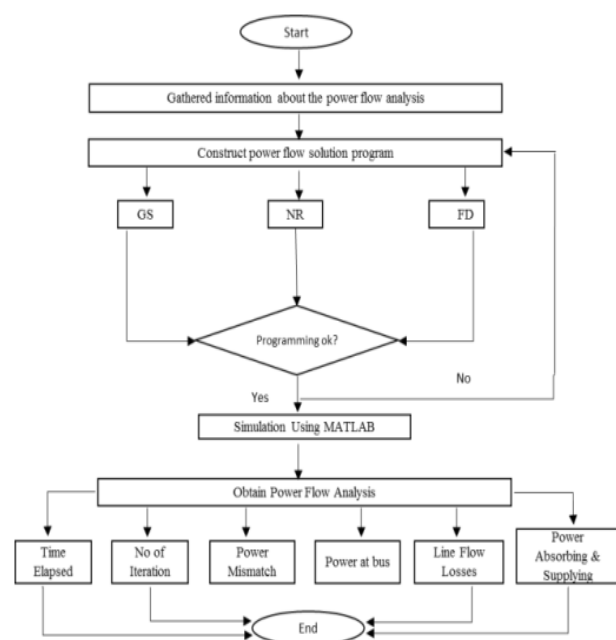 Start
Gathered information about the power flow analysis
Construct power flow solution program
GS
NR
FD
Programming ok?
No
Yes
Simulation Using MATLAB
Obtain Power Flow Analysis
Time
Elapsed
No of
Iteration
Power
Mismatch
Power at bus
Line Flow
Losses
Power
Absorbing &
Supplying
End